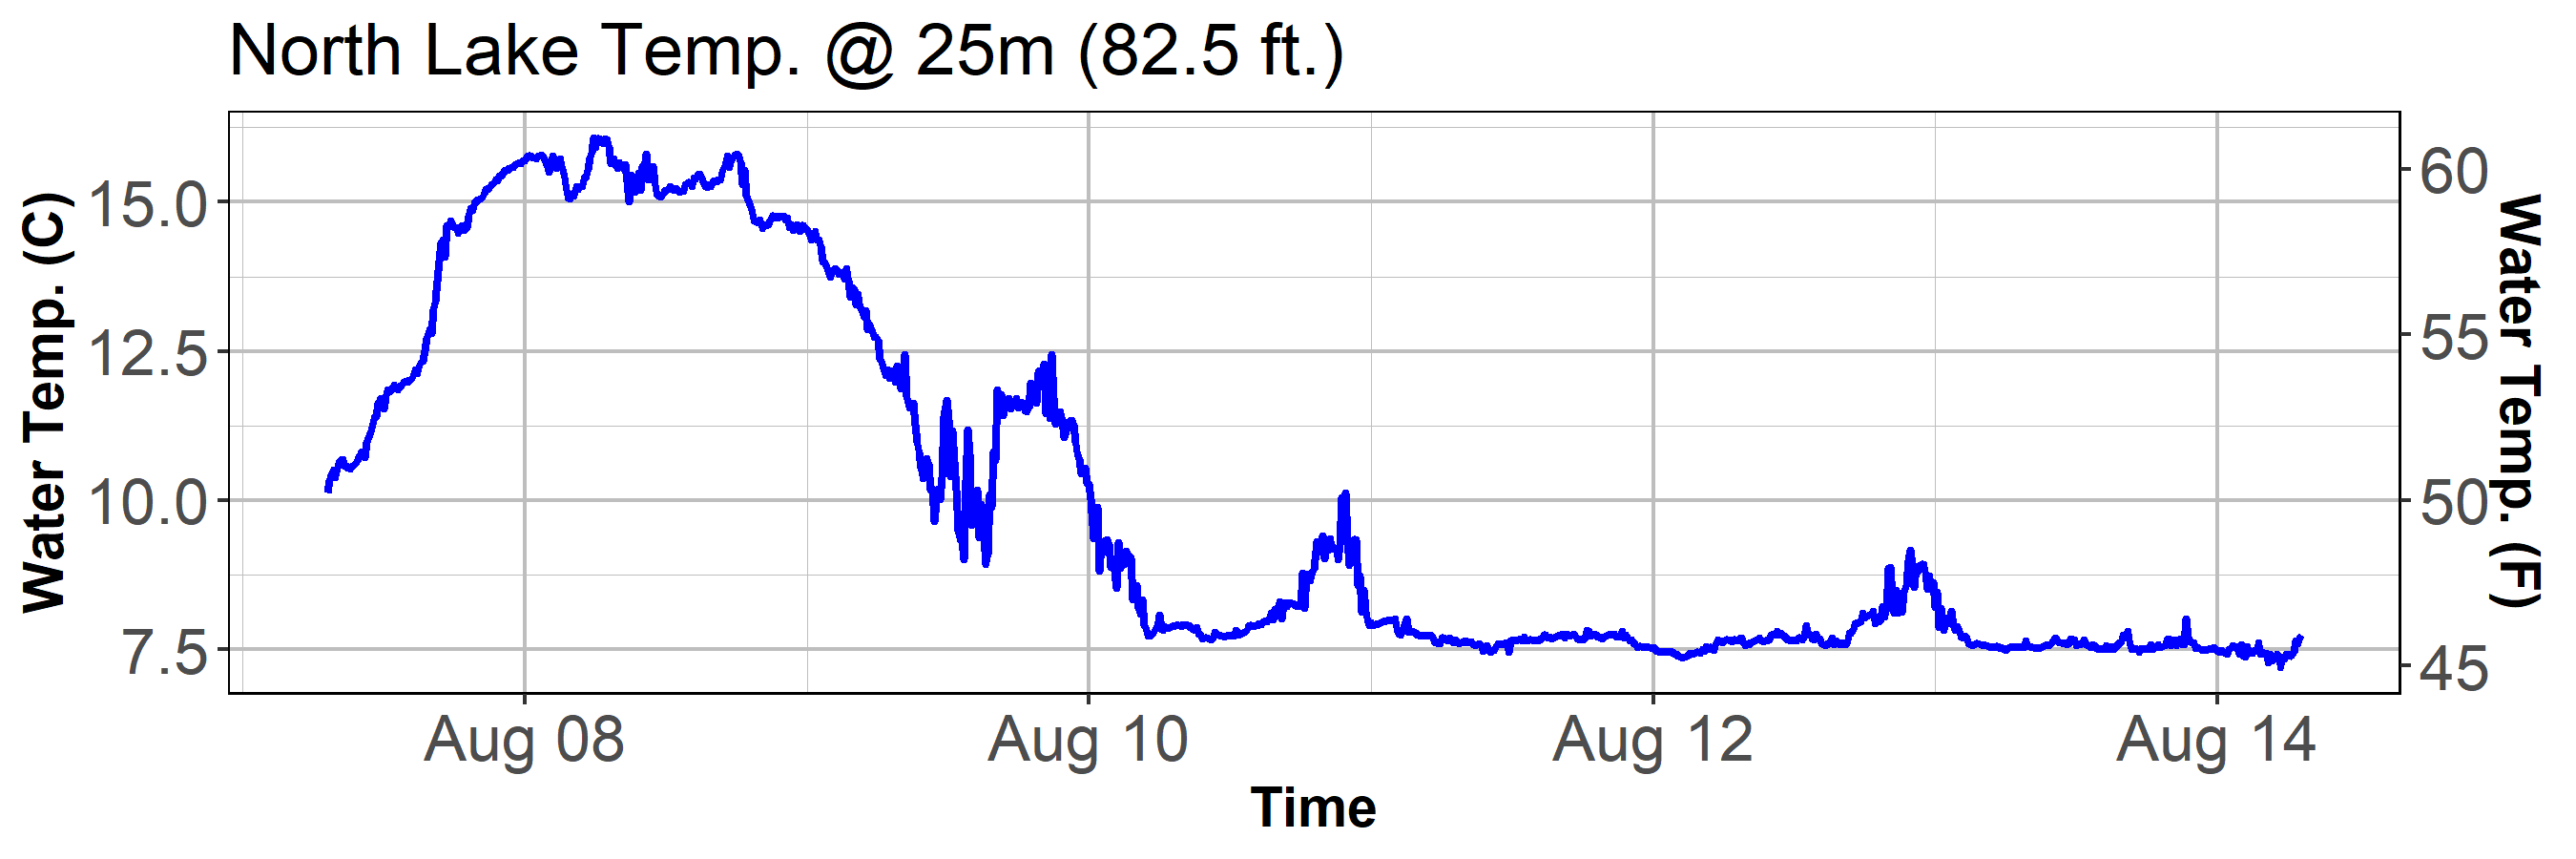 North Lake Temp. @ 25m (82.5 ft.)
Water Temp. (C)
15.0
12.5
10.0
7.5
60
55
50
45
Water Temp. (F)
Aug 08
Aug 10
Aug 12
Aug 14
Time